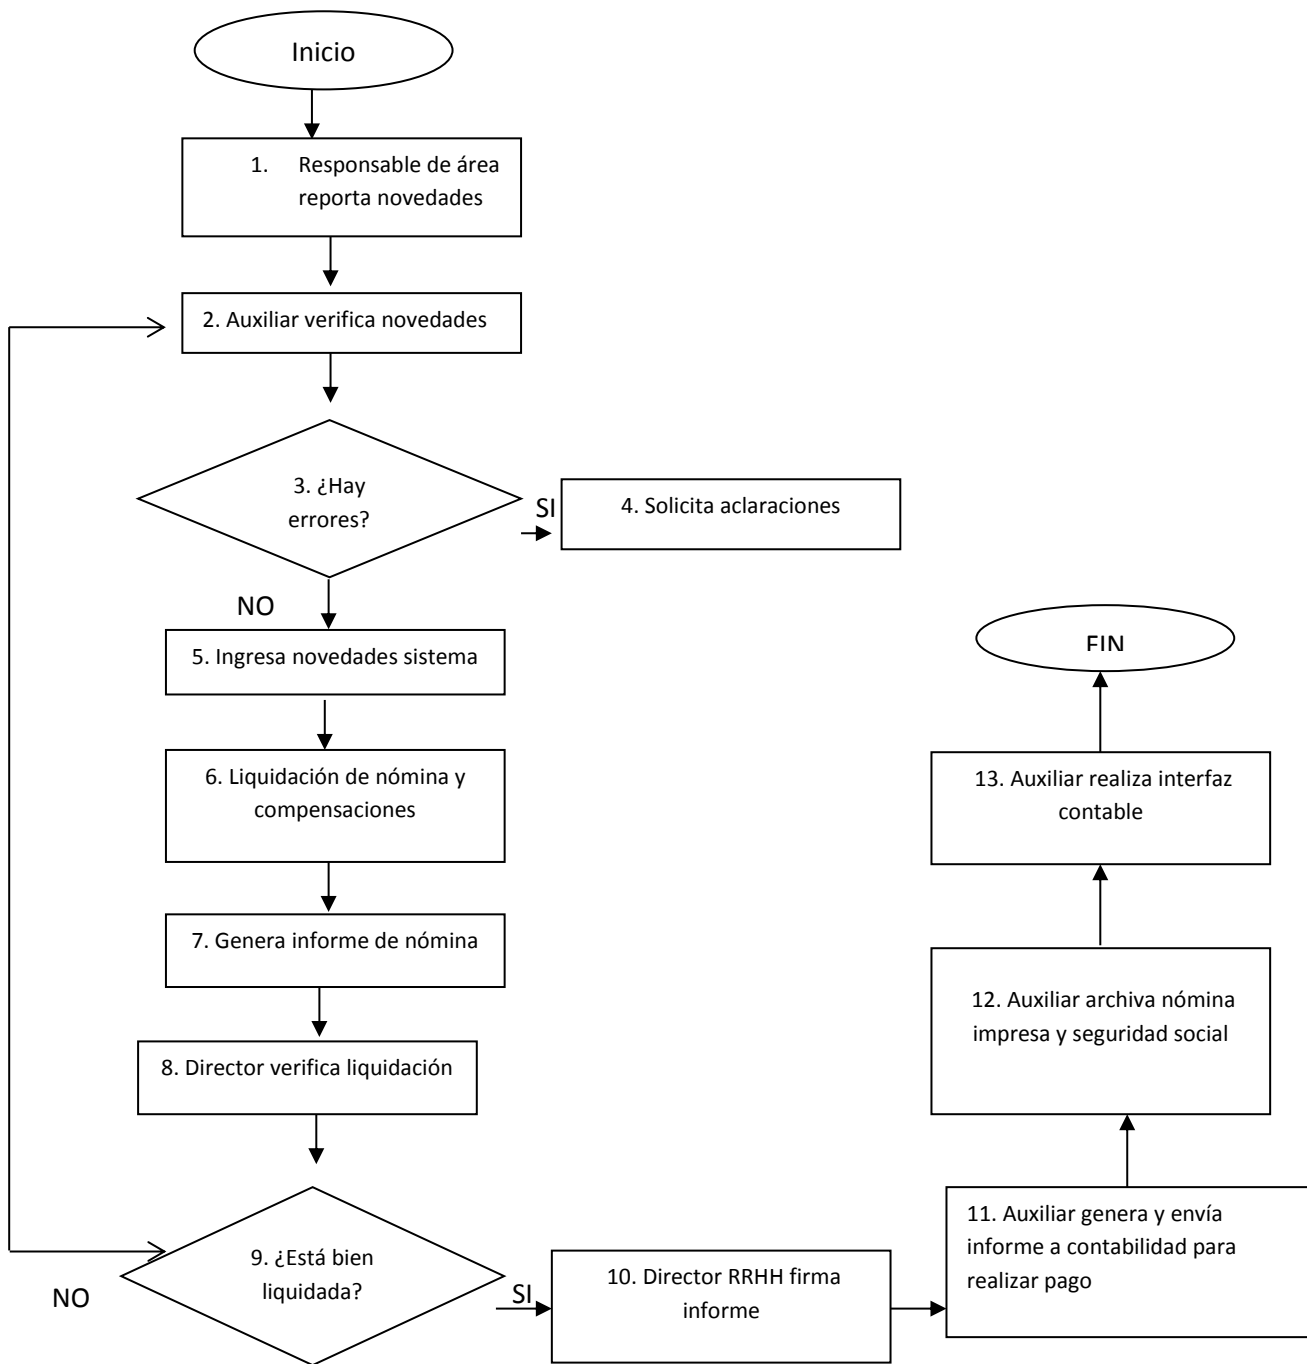 Inicio
1. Responsable de área
reporta novedades
2. Auxiliar verifica novedades
3. ¿Hay
errores?
SI
4. Solicita aclaraciones
NO
5. Ingresa novedades sistema
6. Liquidación de nómina y
compensaciones
7. Genera informe de nómina
8. Director verifica liquidación
9. ¿Está bien
liquidada?
NO
SI
10. Director RRHH firma
informe
11. Auxiliar genera y envía
informe a contabilidad para
realizar pago
12. Auxiliar archiva nómina
impresa y seguridad social
13. Auxiliar realiza interfaz
contable
FIN